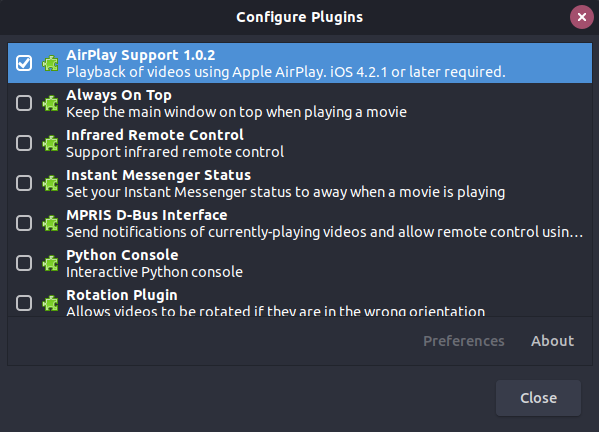 Configure Plugins
AirPlay Support 1.0.2
Playback of videos using Apple AirPlay. iOS 4.2.1 or later required.
Always On Top
Keep the main window on top when playing a movie
Infrared Remote Control
Support infrared remote control
Instant Messenger Status
Set your Instant Messenger status to away when a movie is playing
MPRIS D-Bus Interface
Send notifications of currently-playing videos and allow remote control usin…
Python Console
Interactive Python console
Rotation Plugin
Allows videos to be rotated if they are in the wrong orientation
Preferences
About
Close